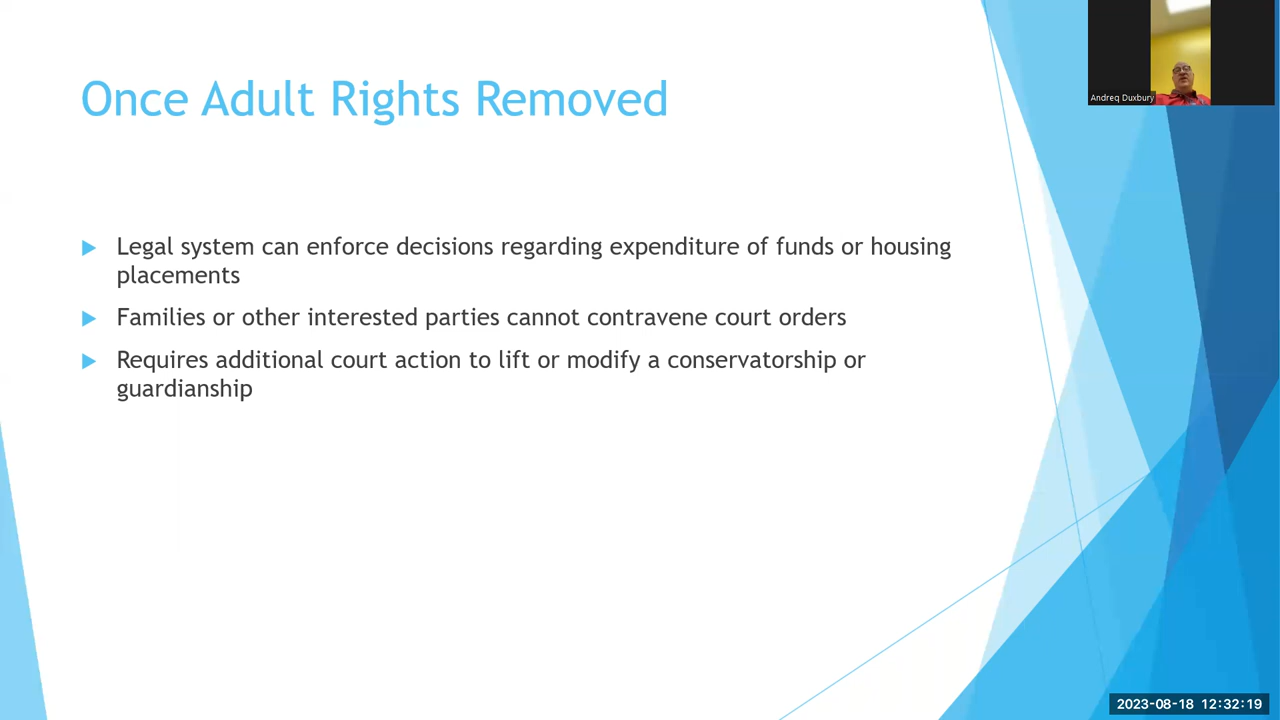 Once Adult Rights Removed
Legal system can enforce decisions regarding expenditure of funds or housing
placements
Families or other interested parties cannot contravene court orders
Requires additional court action to lift or modify a conservatorship or
guardianship
Andreq Duxbury
2023-08-18 12:32:19